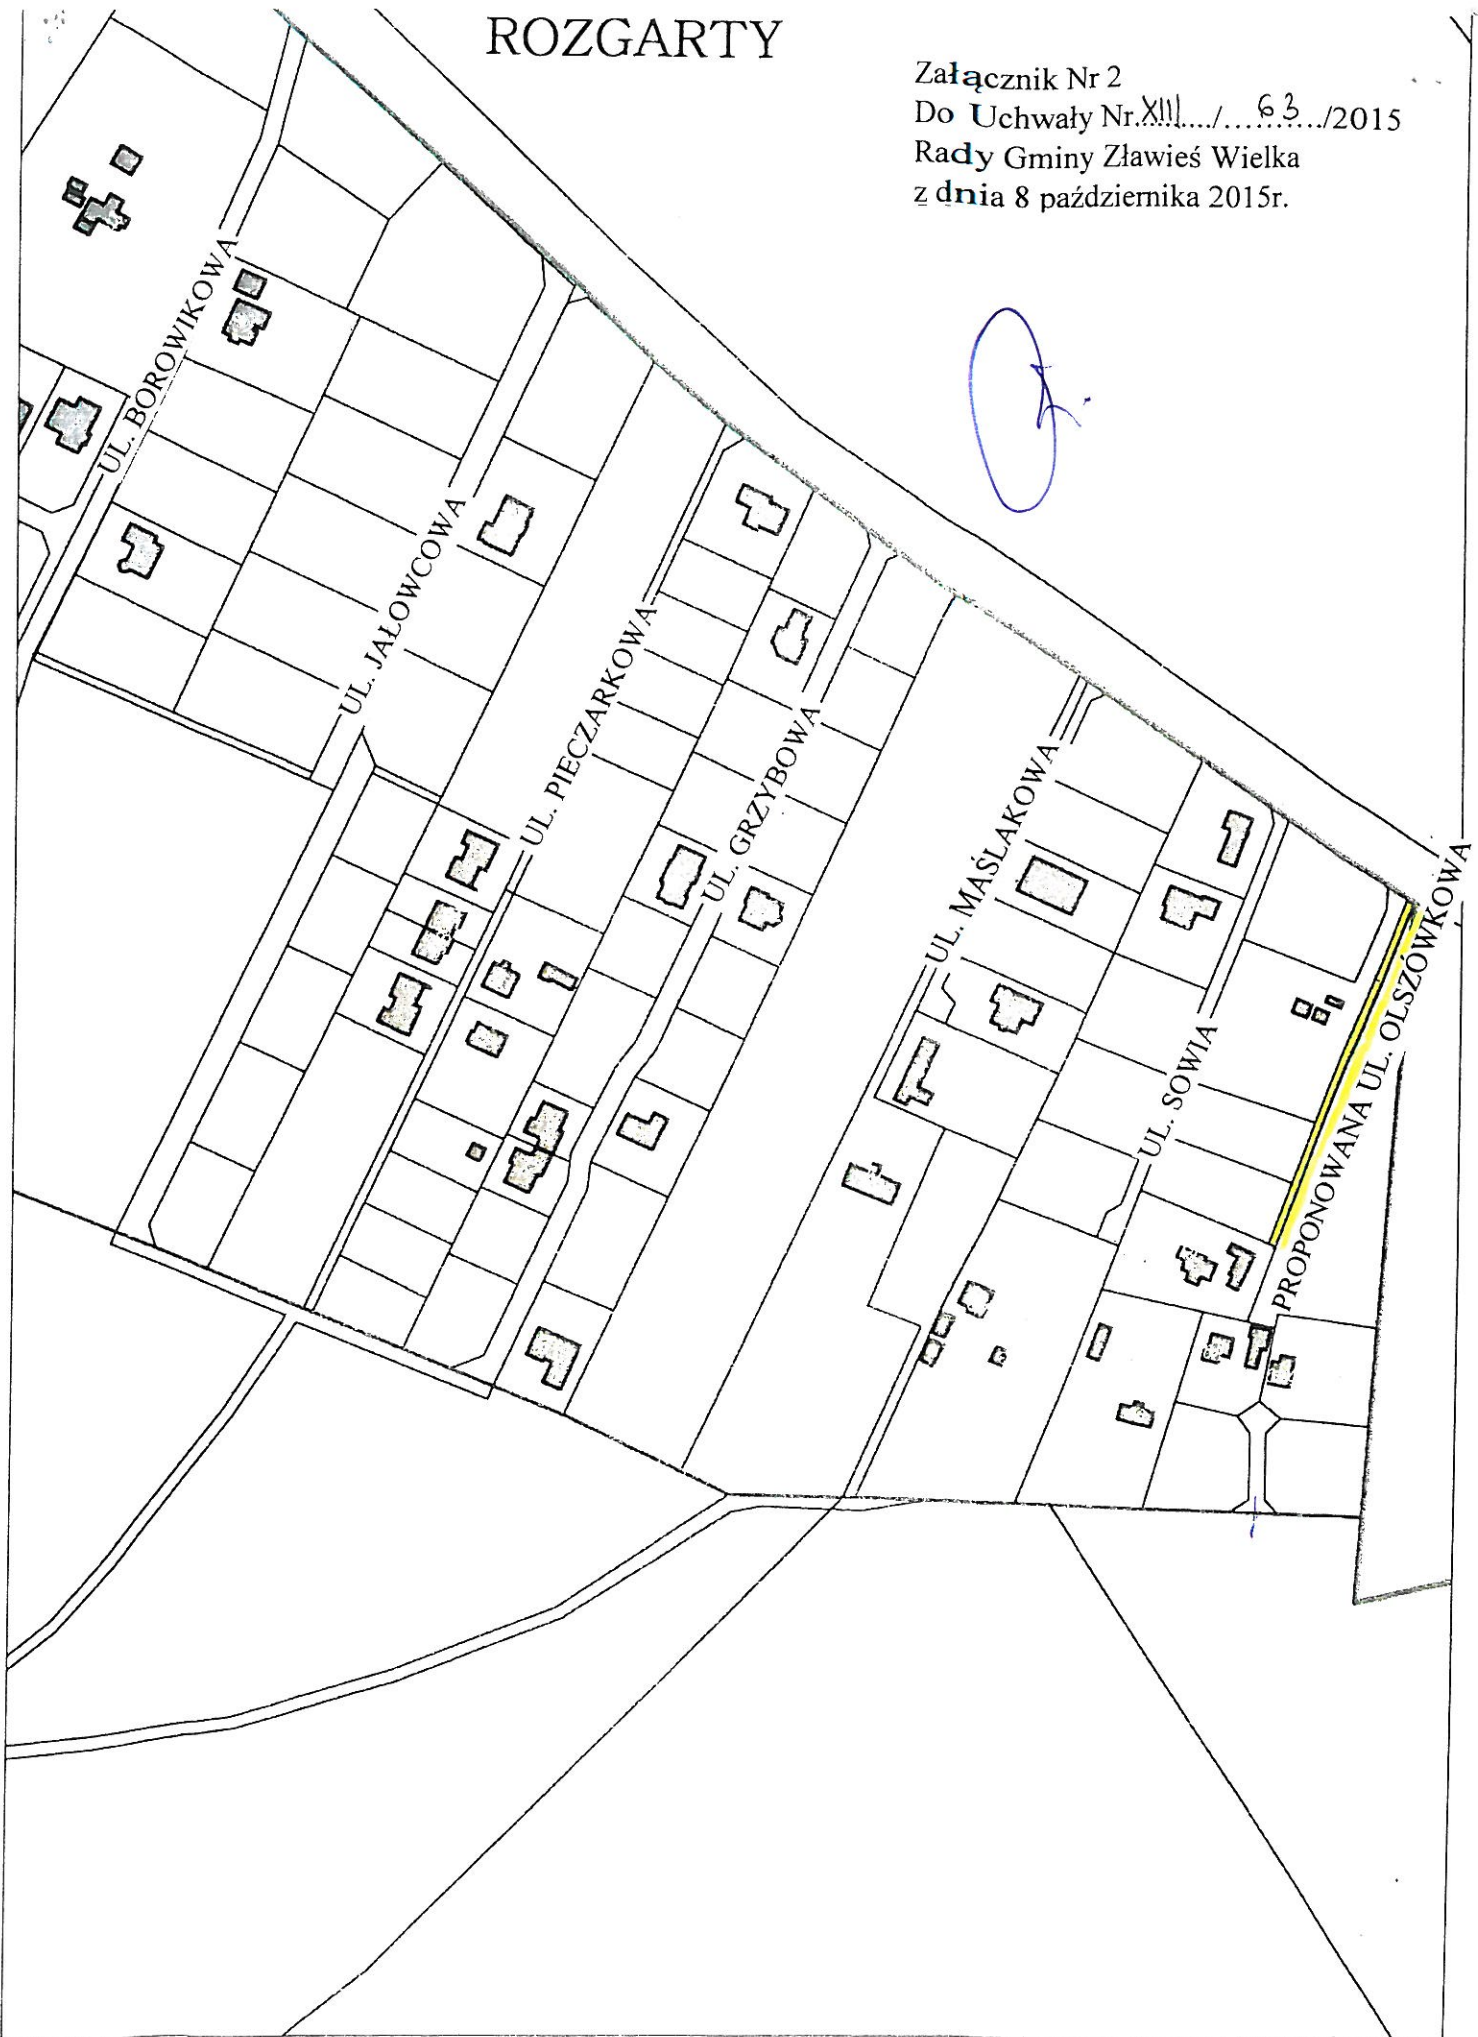 ROZGARTY
Załącznik Nr 2
Do Uchwały Nr.XIII..../....63..../2015
Rady Gminy Zławieś Wielka
z dnia 8 października 2015r.
UL. BOROWIKOWA
UL. JAŁOWCOWA
UL. PIECZARKOWA
UL. GRZYBOWA
UL. MAŚLAKOWA
UL. SOWIA
PROPONOWANA UL. OLSZÓWKOWA